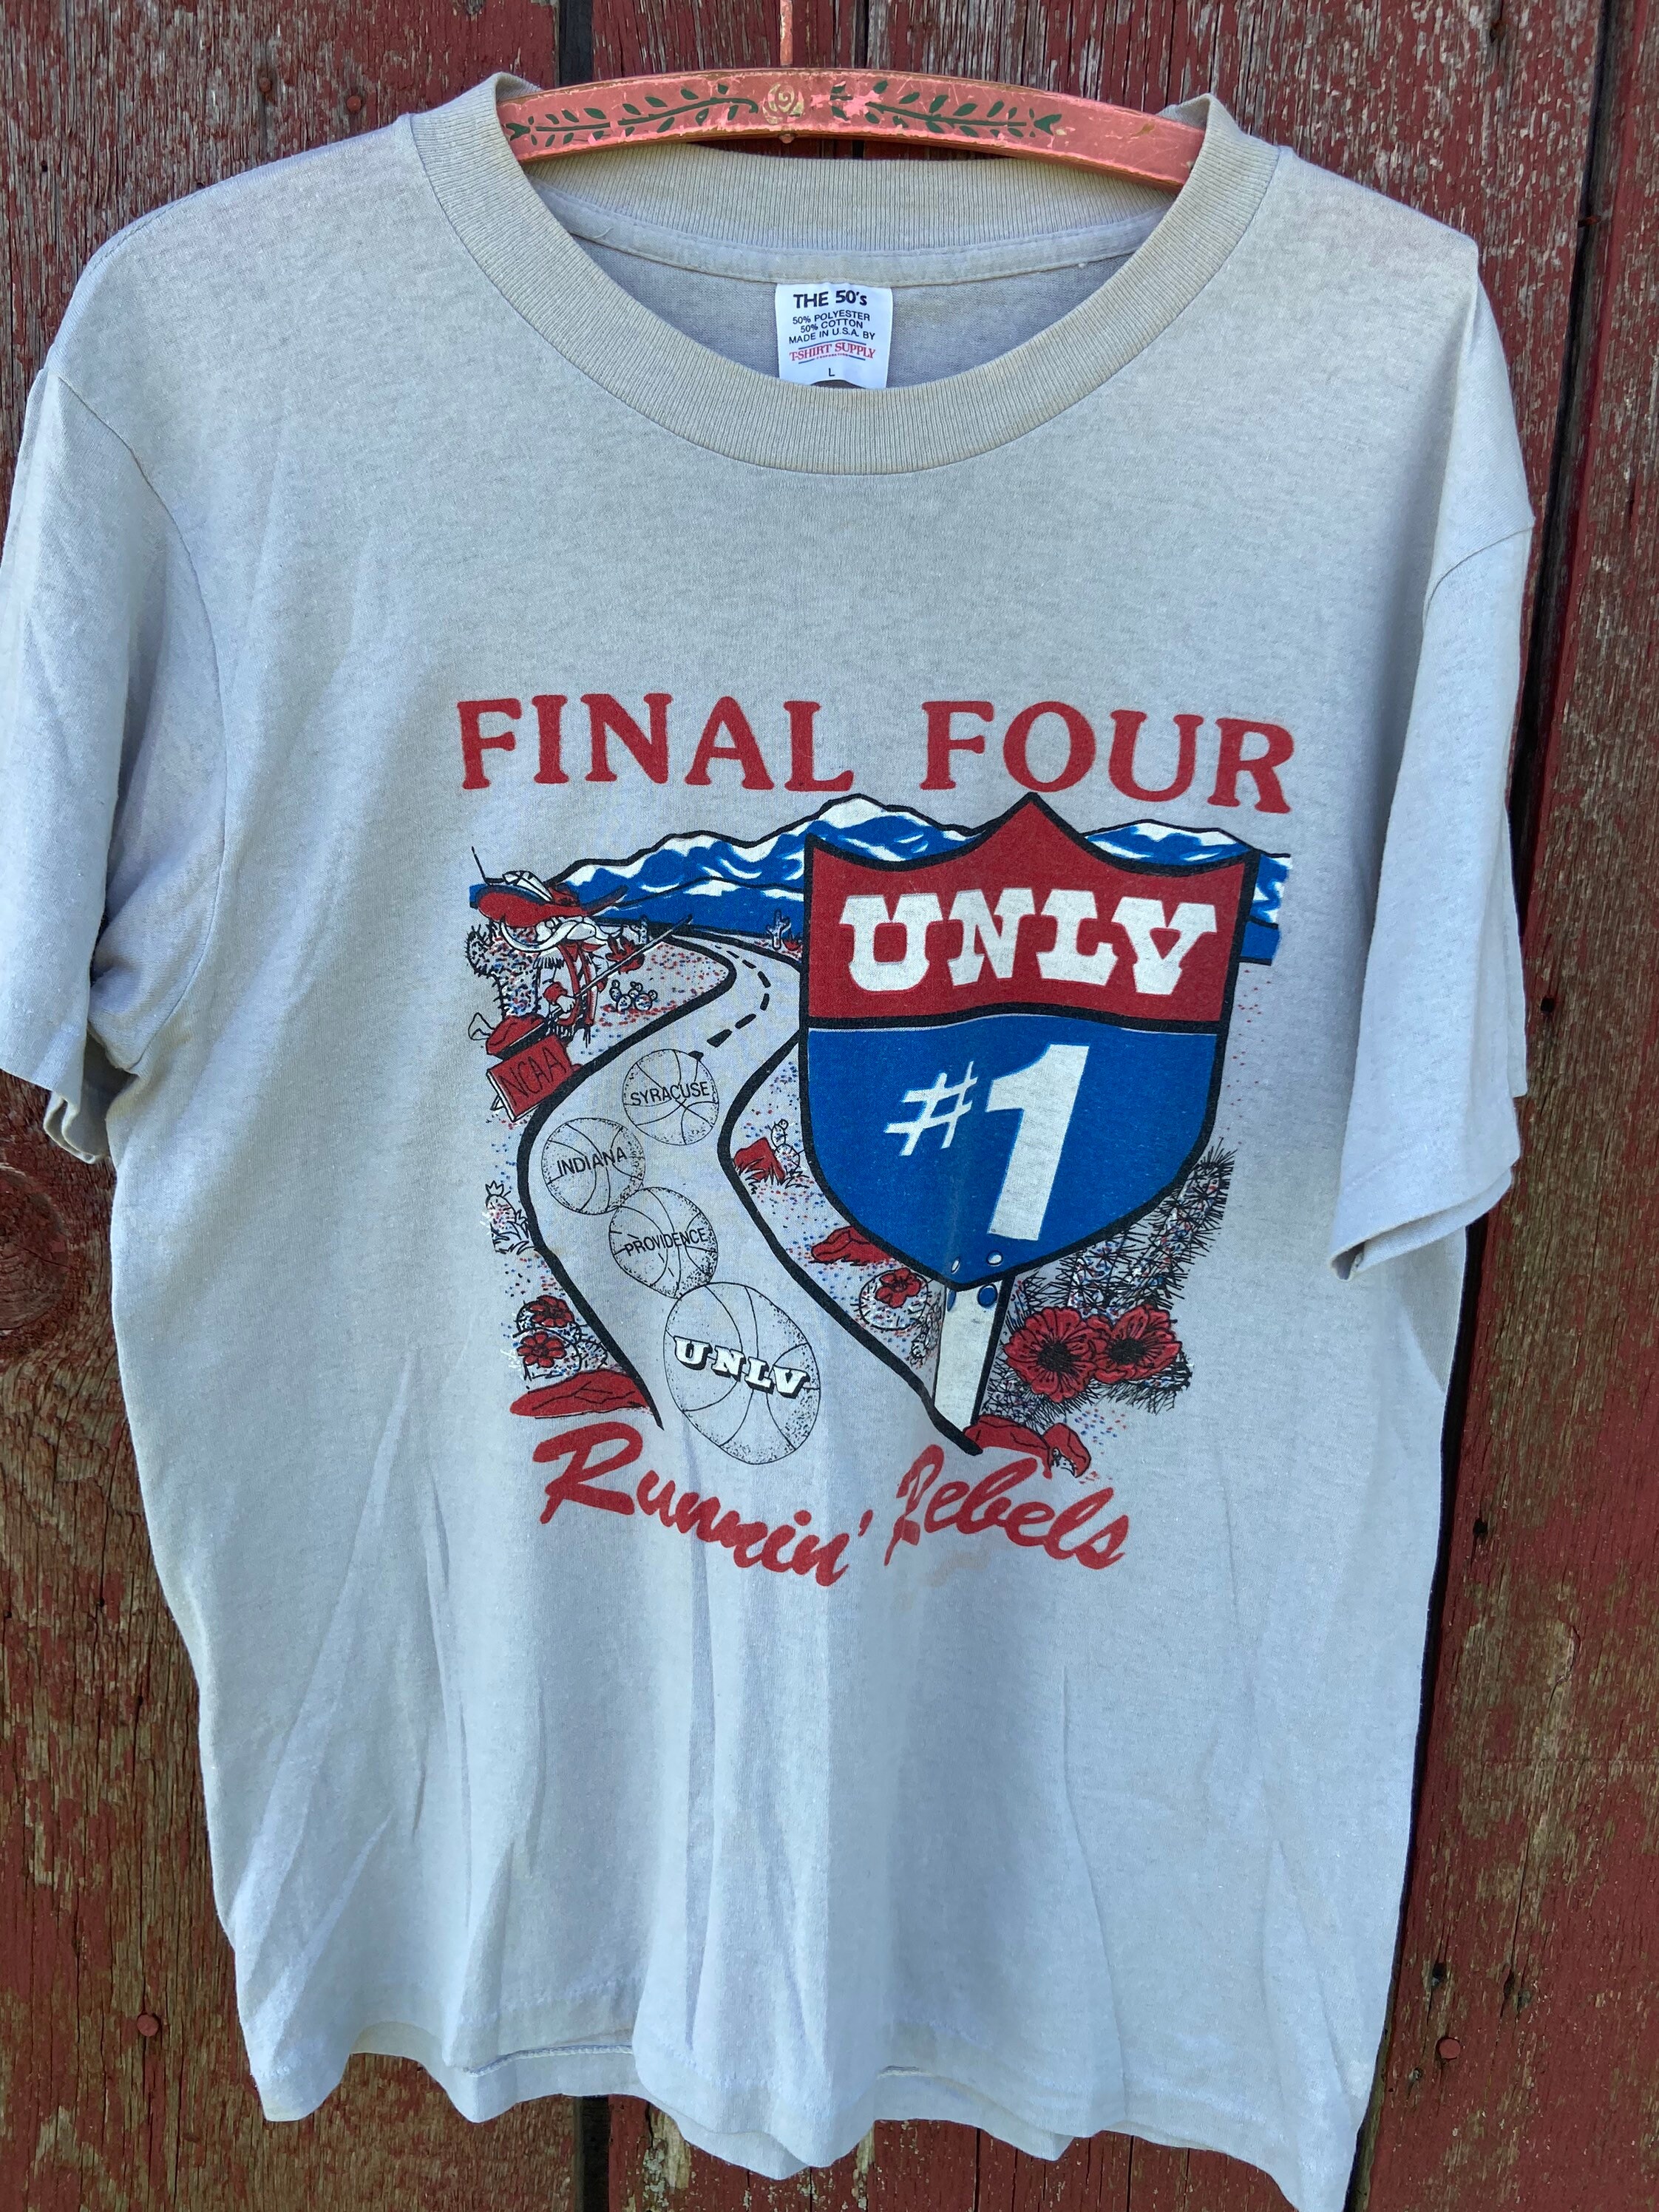 THE 50's
50% POLYESTER
50% COTTON
MADE IN U.S.A. BY
T-SHIRT SUPPLY
L
FINAL FOUR
UNLV
#1
NCAA
SYRACUSE
INDIANA
PROVIDENCE
UNLV
Runnin' Rebels